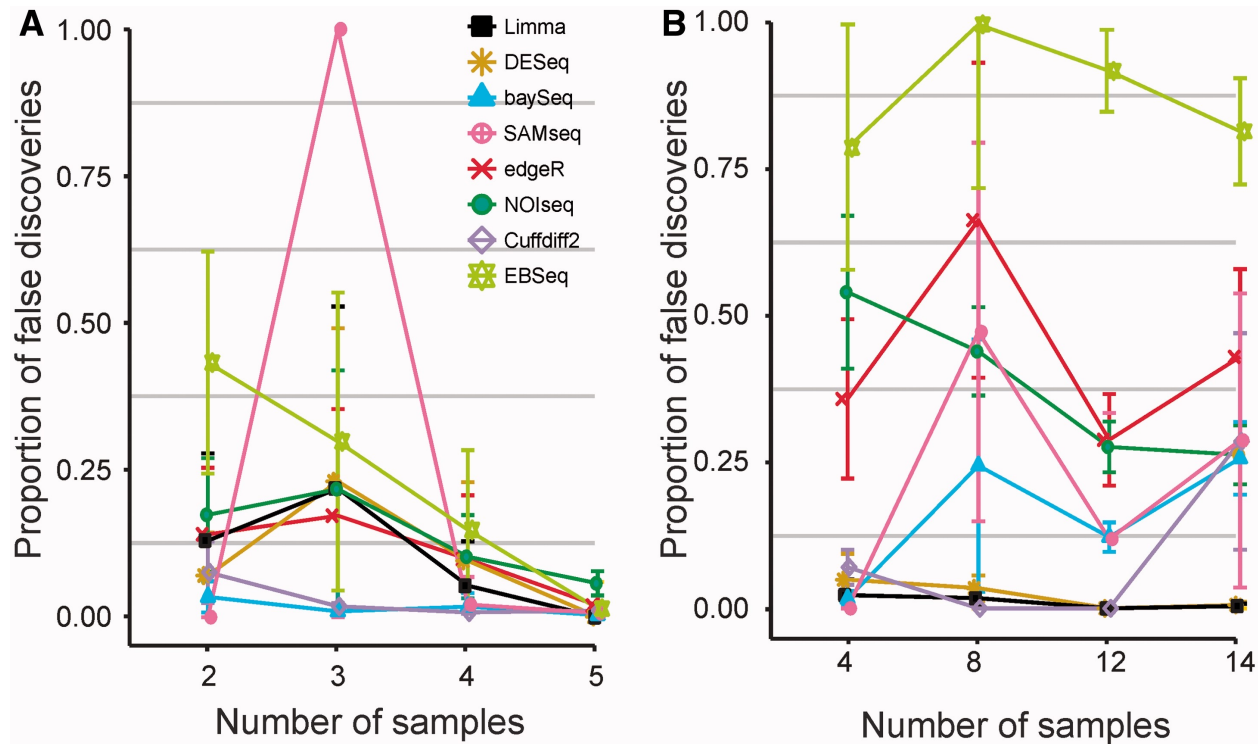 A
Proportion of false discoveries
1.00
0.75
0.50
0.25
0.00
2 3 4 5
Number of samples
Limma
DESeq
baySeq
SAMseq
edgeR
NOIseq
Cuffdiff2
EBSeq
B
Proportion of false discoveries
1.00
0.75
0.50
0.25
0.00
4 8 12 14
Number of samples